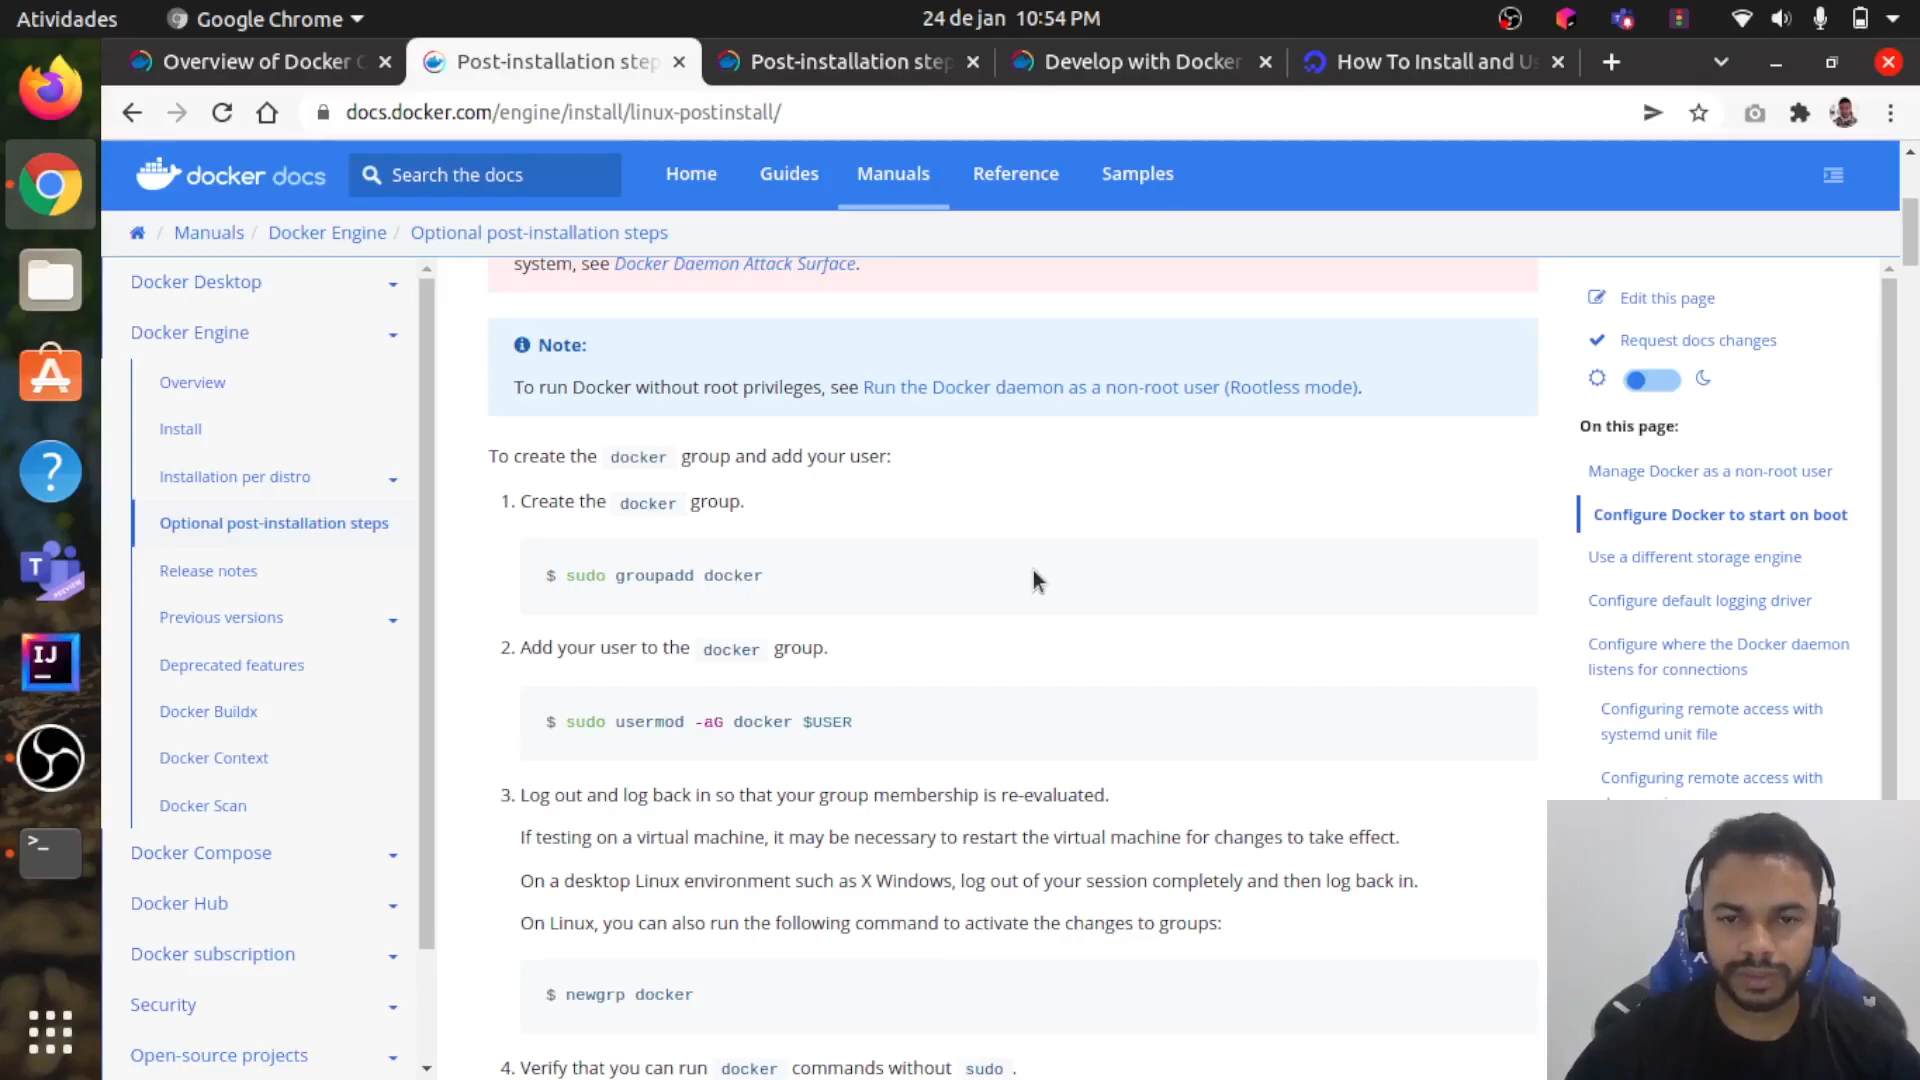 Atividades
Google Chrome
24 de jan 10:54 PM
Overview of Docker C
Post-installation step
Post-installation step
Develop with Docker
How To Install and Us
docs.docker.com/engine/install/linux-postinstall/
docker docs
Search the docs
Home
Guides
Manuals
Reference
Samples
/ Manuals / Docker Engine / Optional post-installation steps
Docker Desktop
Docker Engine
Overview
Install
Installation per distro
Optional post-installation steps
Release notes
Previous versions
Deprecated features
Docker Buildx
Docker Context
Docker Scan
Docker Compose
Docker Hub
Docker subscription
Security
Open-source projects
system, see Docker Daemon Attack Surface.
Note:
To run Docker without root privileges, see Run the Docker daemon as a non-root user (Rootless mode).
To create the docker group and add your user:
1. Create the docker group.
$ sudo groupadd docker
2. Add your user to the docker group.
$ sudo usermod -aG docker $USER
3. Log out and log back in so that your group membership is re-evaluated.
If testing on a virtual machine, it may be necessary to restart the virtual machine for changes to take effect.
On a desktop Linux environment such as X Windows, log out of your session completely and then log back in.
On Linux, you can also run the following command to activate the changes to groups:
$ newgrp docker
4. Verify that you can run docker commands without sudo .
Edit this page
Request docs changes
On this page:
Manage Docker as a non-root user
Configure Docker to start on boot
Use a different storage engine
Configure default logging driver
Configure where the Docker daemon
listens for connections
Configuring remote access with
systemd unit file
Configuring remote access with
T
PREVIEW
IJ
>_